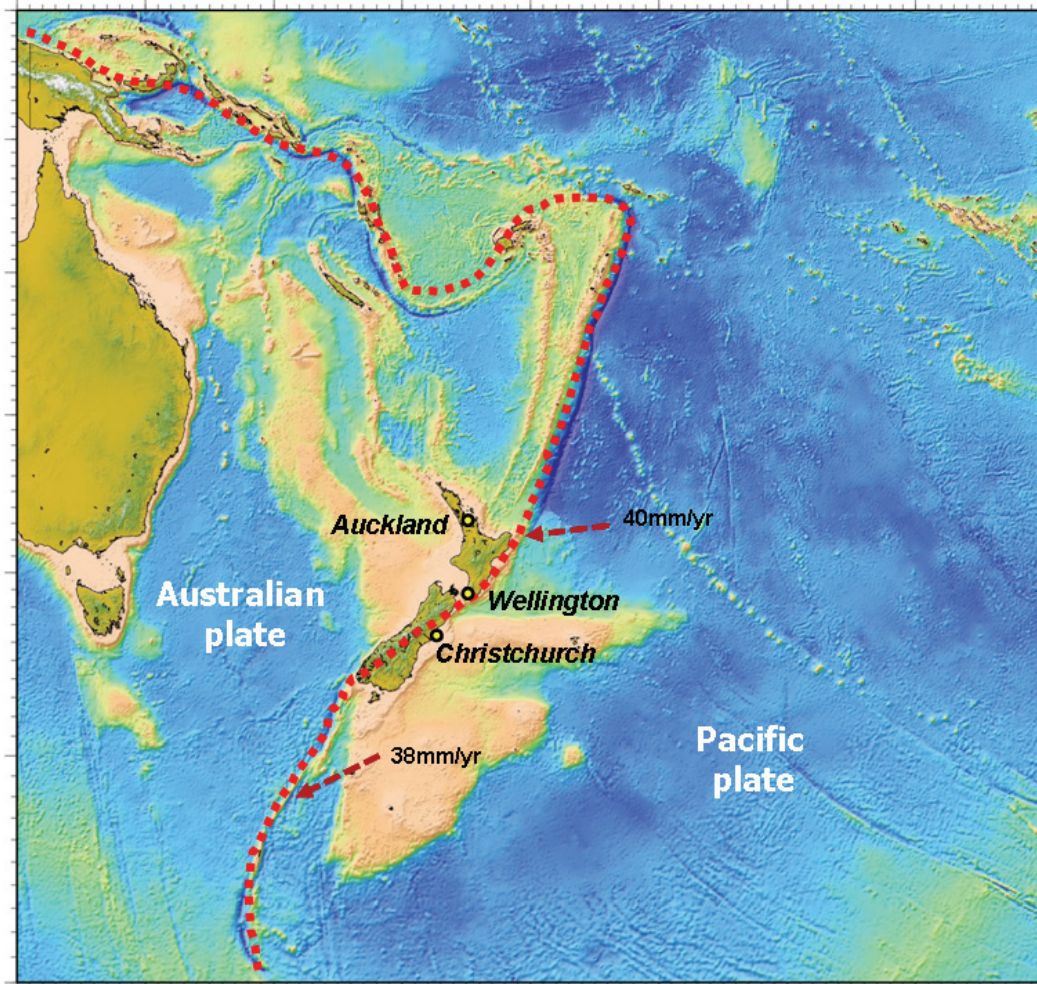 Auckland
40mm/yr
Australian
plate
Wellington
Christchurch
38mm/yr
Pacific
plate